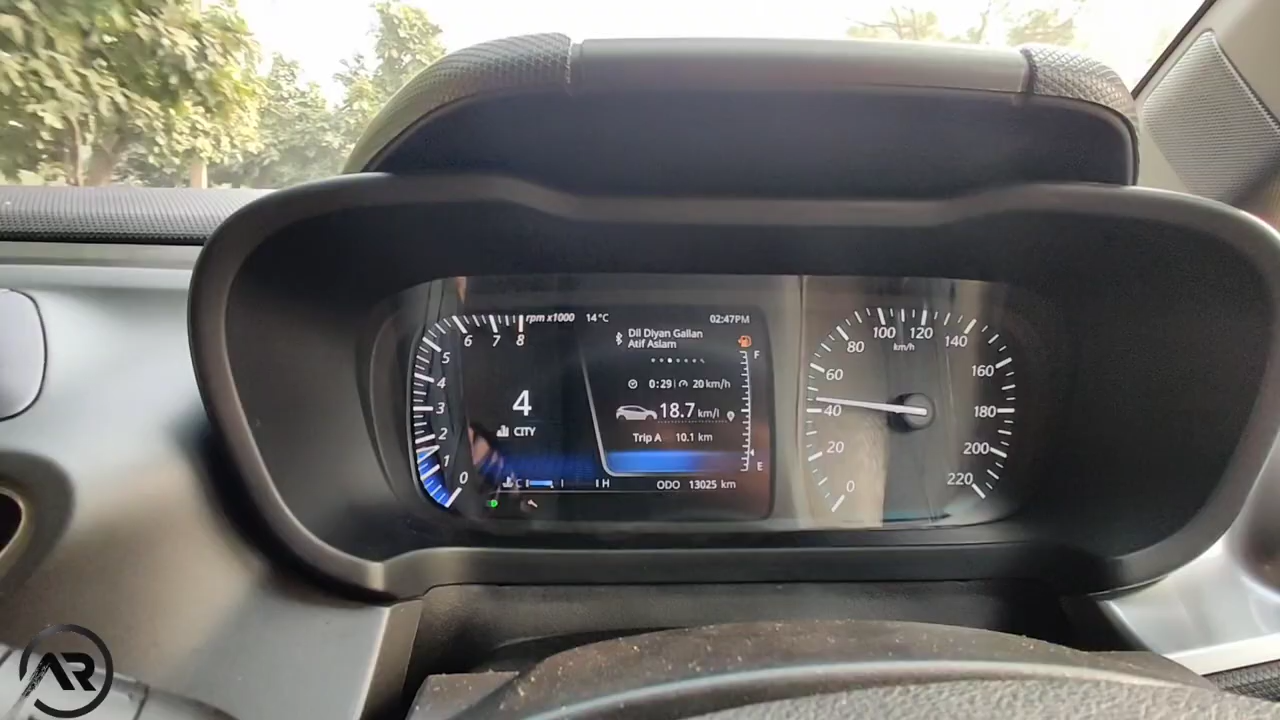 rpm x1000
14°C
02:47PM
Dil Diyan Gallan
Atif Aslam
0:29 20 km/h
18.7 km/l
Trip A 10.1 km
ODO 13025 km
4
CITY
C H
F
E
0
1
2
3
4
5
6
7
8
km/h
0
20
40
60
80
100
120
140
160
180
200
220
AR